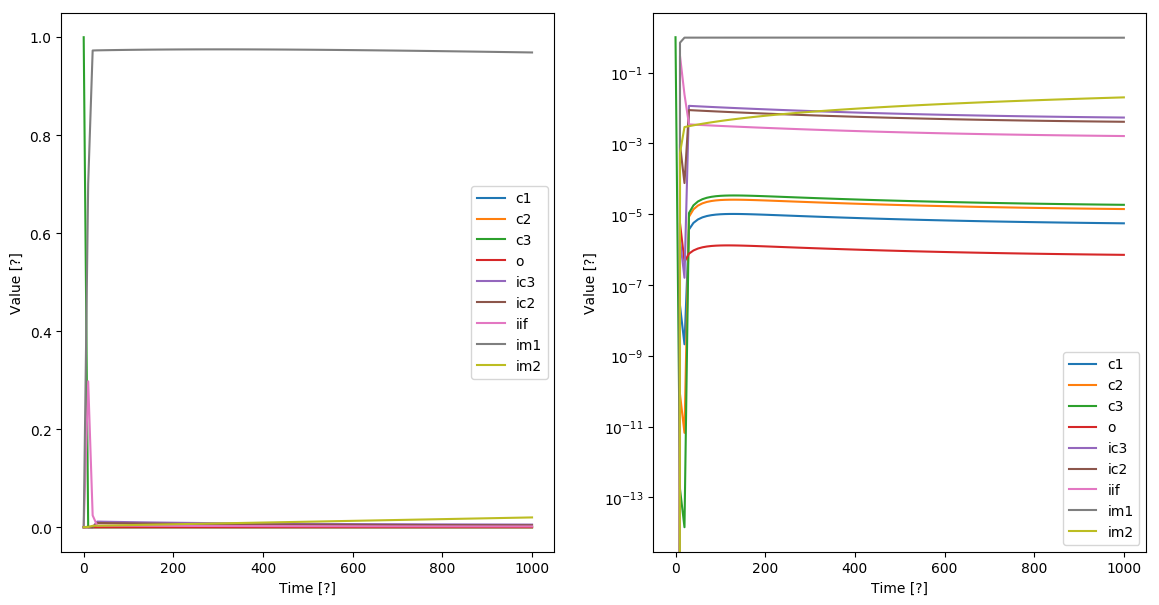 1.0
0.8
0.6
0.4
0.2
0.0
Value [?]
0
200
400
600
800
1000
Time [?]
c1
c2
c3
o
ic3
ic2
iif
im1
im2
10⁻¹
10⁻³
10⁻⁵
10⁻⁷
10⁻⁹
10⁻¹¹
10⁻¹³
Value [?]
0
200
400
600
800
1000
Time [?]
c1
c2
c3
o
ic3
ic2
iif
im1
im2